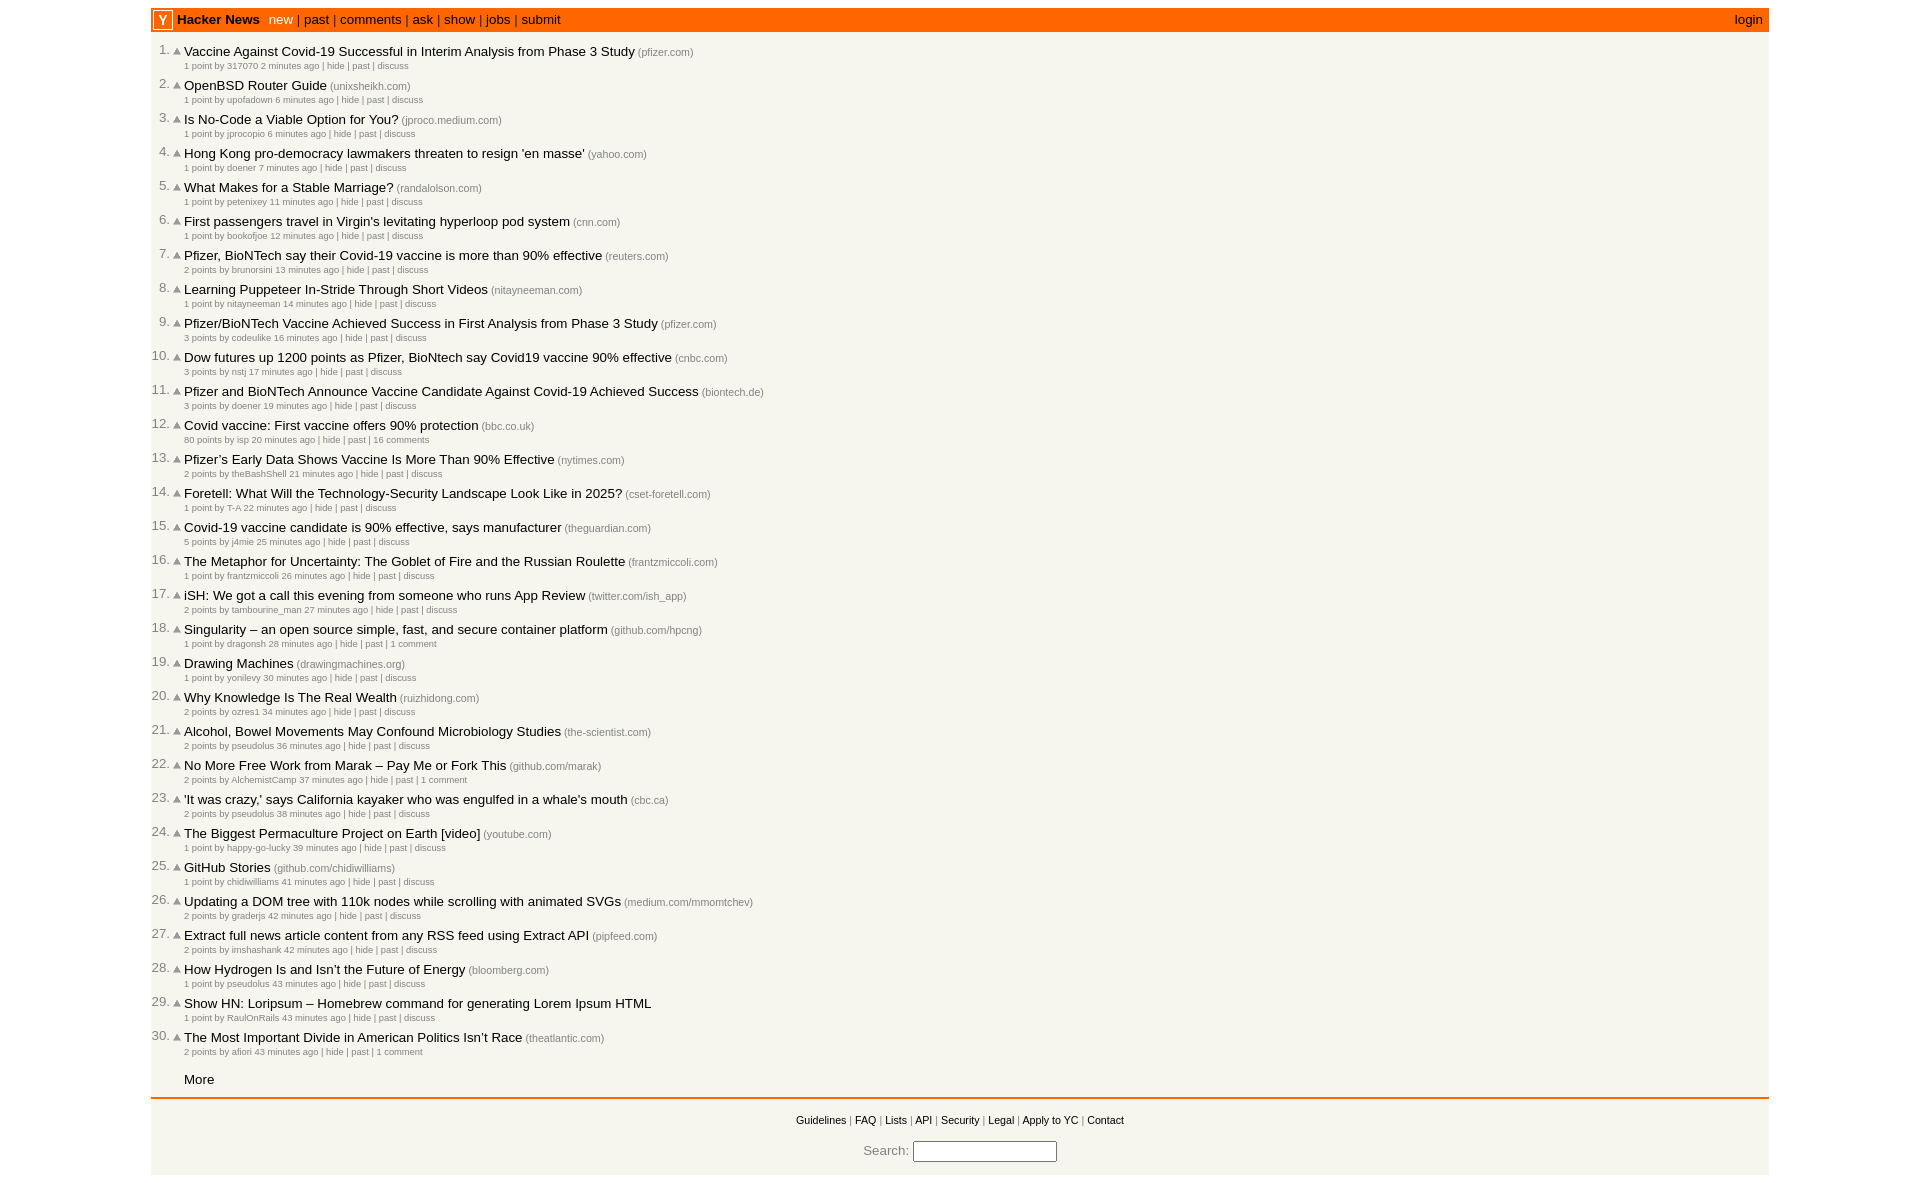 Y Hacker News new | past | comments | ask | show | jobs | submit login
1. Vaccine Against Covid-19 Successful in Interim Analysis from Phase 3 Study (pfizer.com)
1 point by 317070 2 minutes ago | hide | past | discuss
2. OpenBSD Router Guide (unixsheikh.com)
1 point by upofadown 6 minutes ago | hide | past | discuss
3. Is No-Code a Viable Option for You? (jproco.medium.com)
1 point by jprocopio 6 minutes ago | hide | past | discuss
4. Hong Kong pro-democracy lawmakers threaten to resign 'en masse' (yahoo.com)
1 point by doener 7 minutes ago | hide | past | discuss
5. What Makes for a Stable Marriage? (randalolson.com)
1 point by petenixey 11 minutes ago | hide | past | discuss
6. First passengers travel in Virgin's levitating hyperloop pod system (cnn.com)
1 point by bookofjoe 12 minutes ago | hide | past | discuss
7. Pfizer, BioNTech say their Covid-19 vaccine is more than 90% effective (reuters.com)
2 points by brunorsini 13 minutes ago | hide | past | discuss
8. Learning Puppeteer In-Stride Through Short Videos (nitayneeman.com)
1 point by nitayneeman 14 minutes ago | hide | past | discuss
9. Pfizer/BioNTech Vaccine Achieved Success in First Analysis from Phase 3 Study (pfizer.com)
3 points by codeulike 16 minutes ago | hide | past | discuss
10. Dow futures up 1200 points as Pfizer, BioNtech say Covid19 vaccine 90% effective (cnbc.com)
3 points by nstj 17 minutes ago | hide | past | discuss
11. Pfizer and BioNTech Announce Vaccine Candidate Against Covid-19 Achieved Success (biontech.de)
3 points by doener 19 minutes ago | hide | past | discuss
12. Covid vaccine: First vaccine offers 90% protection (bbc.co.uk)
80 points by isp 20 minutes ago | hide | past | 16 comments
13. Pfizer’s Early Data Shows Vaccine Is More Than 90% Effective (nytimes.com)
2 points by theBashShell 21 minutes ago | hide | past | discuss
14. Foretell: What Will the Technology-Security Landscape Look Like in 2025? (cset-foretell.com)
1 point by T-A 22 minutes ago | hide | past | discuss
15. Covid-19 vaccine candidate is 90% effective, says manufacturer (theguardian.com)
5 points by j4mie 25 minutes ago | hide | past | discuss
16. The Metaphor for Uncertainty: The Goblet of Fire and the Russian Roulette (frantzmiccoli.com)
1 point by frantzmiccoli 26 minutes ago | hide | past | discuss
17. iSH: We got a call this evening from someone who runs App Review (twitter.com/ish_app)
2 points by tambourine_man 27 minutes ago | hide | past | discuss
18. Singularity – an open source simple, fast, and secure container platform (github.com/hpcng)
1 point by dragonsh 28 minutes ago | hide | past | 1 comment
19. Drawing Machines (drawingmachines.org)
1 point by yonilevy 30 minutes ago | hide | past | discuss
20. Why Knowledge Is The Real Wealth (ruizhidong.com)
2 points by ozres1 34 minutes ago | hide | past | discuss
21. Alcohol, Bowel Movements May Confound Microbiology Studies (the-scientist.com)
2 points by pseudolus 36 minutes ago | hide | past | discuss
22. No More Free Work from Marak – Pay Me or Fork This (github.com/marak)
2 points by AlchemistCamp 37 minutes ago | hide | past | 1 comment
23. 'It was crazy,' says California kayaker who was engulfed in a whale's mouth (cbc.ca)
2 points by pseudolus 38 minutes ago | hide | past | discuss
24. The Biggest Permaculture Project on Earth [video] (youtube.com)
1 point by happy-go-lucky 39 minutes ago | hide | past | discuss
25. GitHub Stories (github.com/chidiwilliams)
1 point by chidiwilliams 41 minutes ago | hide | past | discuss
26. Updating a DOM tree with 110k nodes while scrolling with animated SVGs (medium.com/mmomtchev)
2 points by graderjs 42 minutes ago | hide | past | discuss
27. Extract full news article content from any RSS feed using Extract API (pipfeed.com)
2 points by imshashank 42 minutes ago | hide | past | discuss
28. How Hydrogen Is and Isn’t the Future of Energy (bloomberg.com)
1 point by pseudolus 43 minutes ago | hide | past | discuss
29. Show HN: Loripsum – Homebrew command for generating Lorem Ipsum HTML
1 point by RaulOnRails 43 minutes ago | hide | past | discuss
30. The Most Important Divide in American Politics Isn’t Race (theatlantic.com)
2 points by afiori 43 minutes ago | hide | past | 1 comment
More
Guidelines | FAQ | Lists | API | Security | Legal | Apply to YC | Contact
Search: